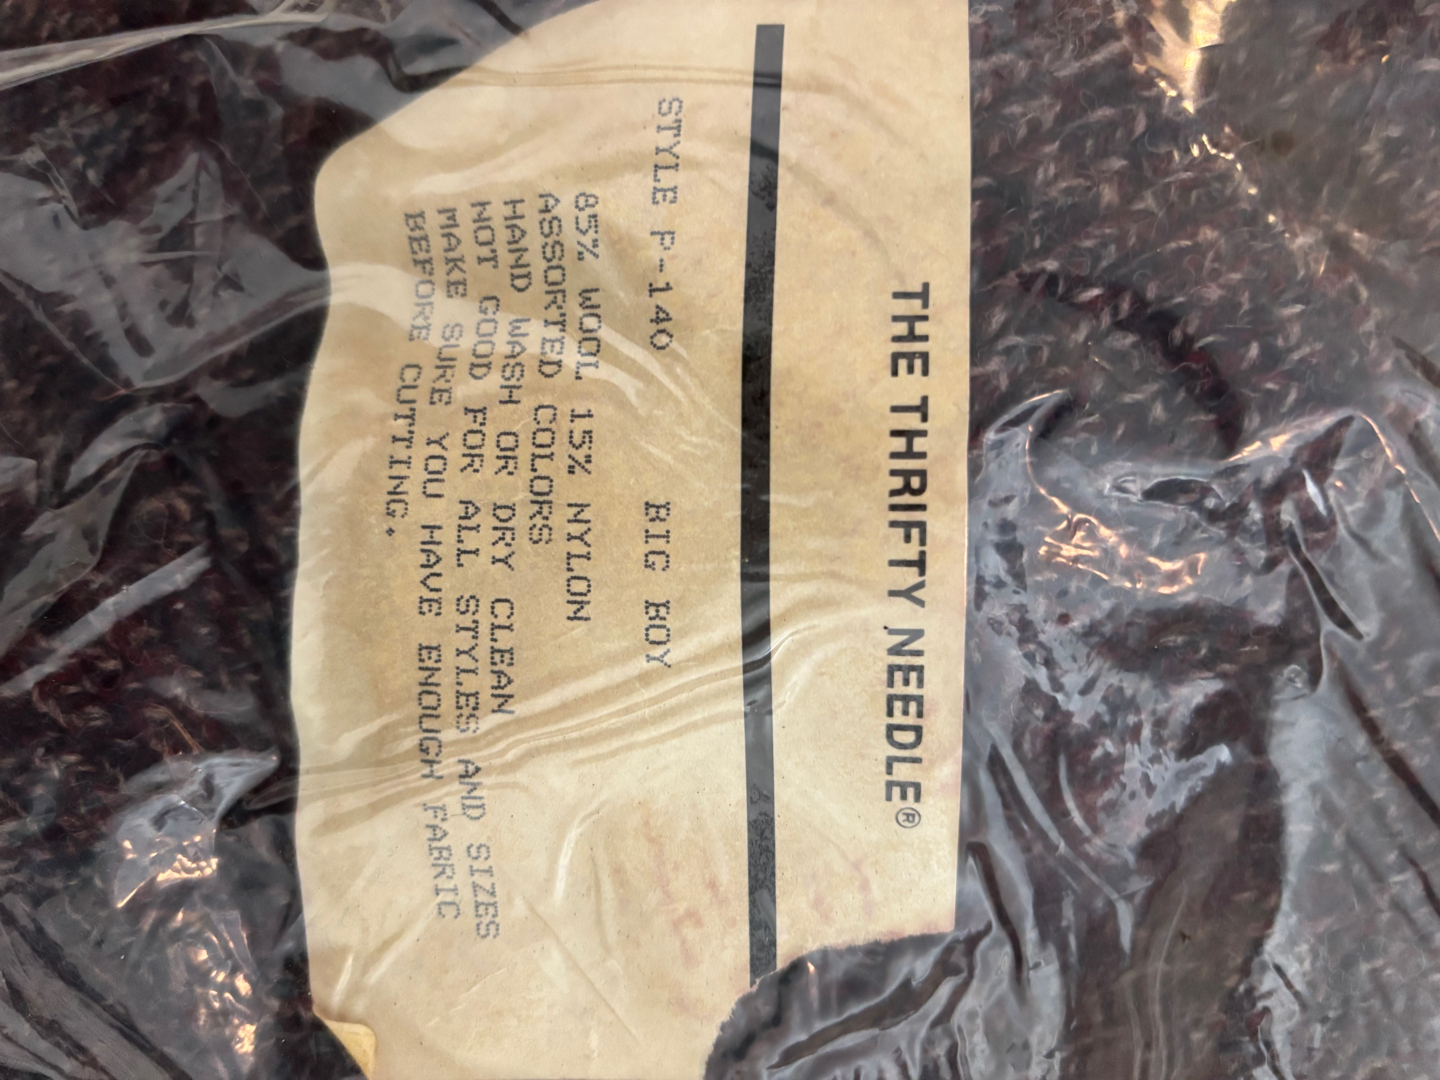 THE THRIFTY NEEDLE®
STYLE P-140 BIG BOY
85% WOOL 15% NYLON
ASSORTED COLORS
HAND WASH OR DRY CLEAN
NOT GOOD FOR ALL STYLES AND SIZES
MAKE SURE YOU HAVE ENOUGH FABRIC
BEFORE CUTTING.